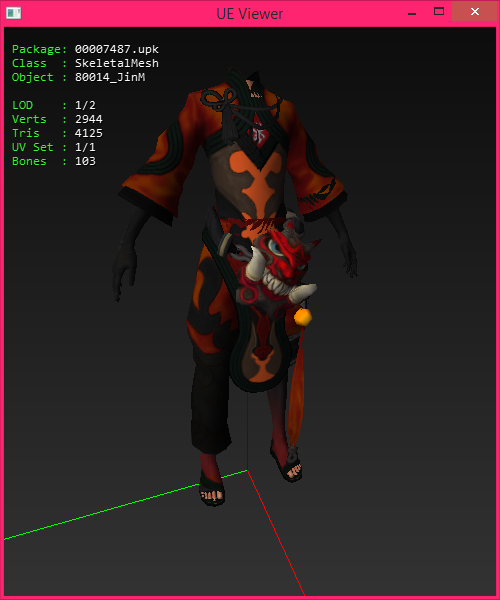 UE Viewer
Package: 00007487.upk
Class  : SkeletalMesh
Object : 80014_JinM
LOD    : 1/2
Verts  : 2944
Tris   : 4125
UV Set : 1/1
Bones  : 103